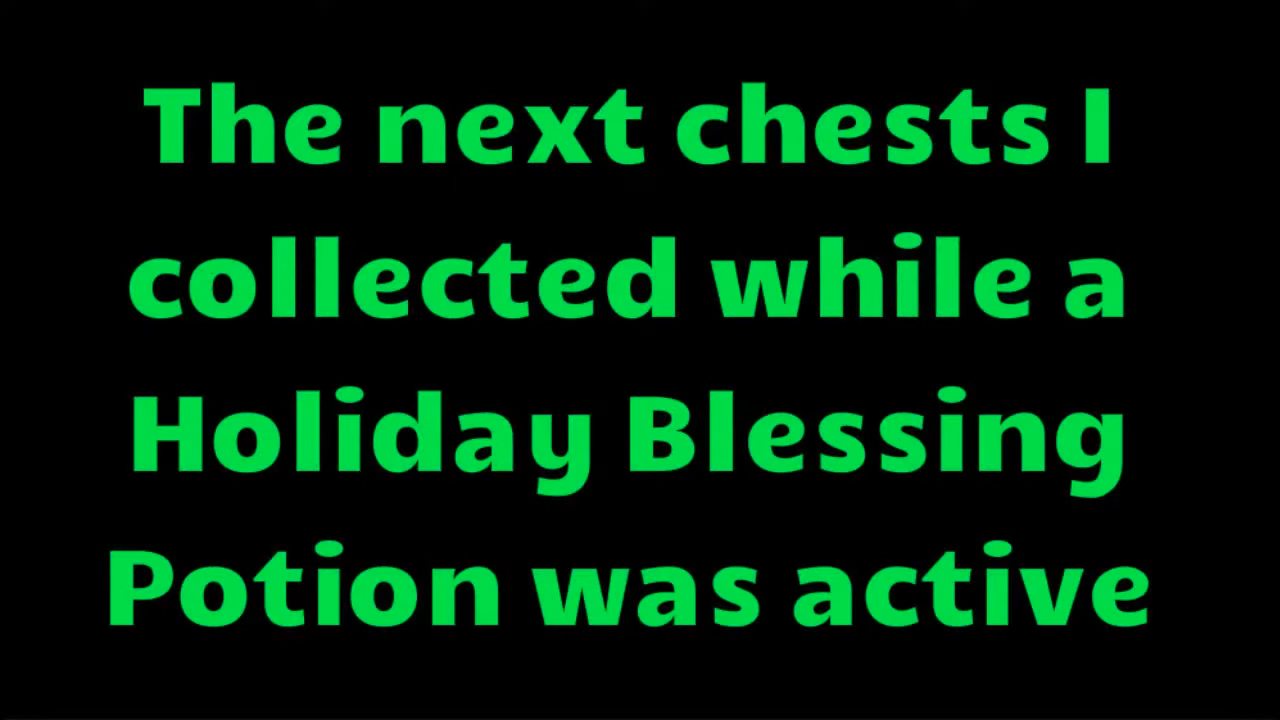 The next chests I
collected while a
Holiday Blessing
Potion was active